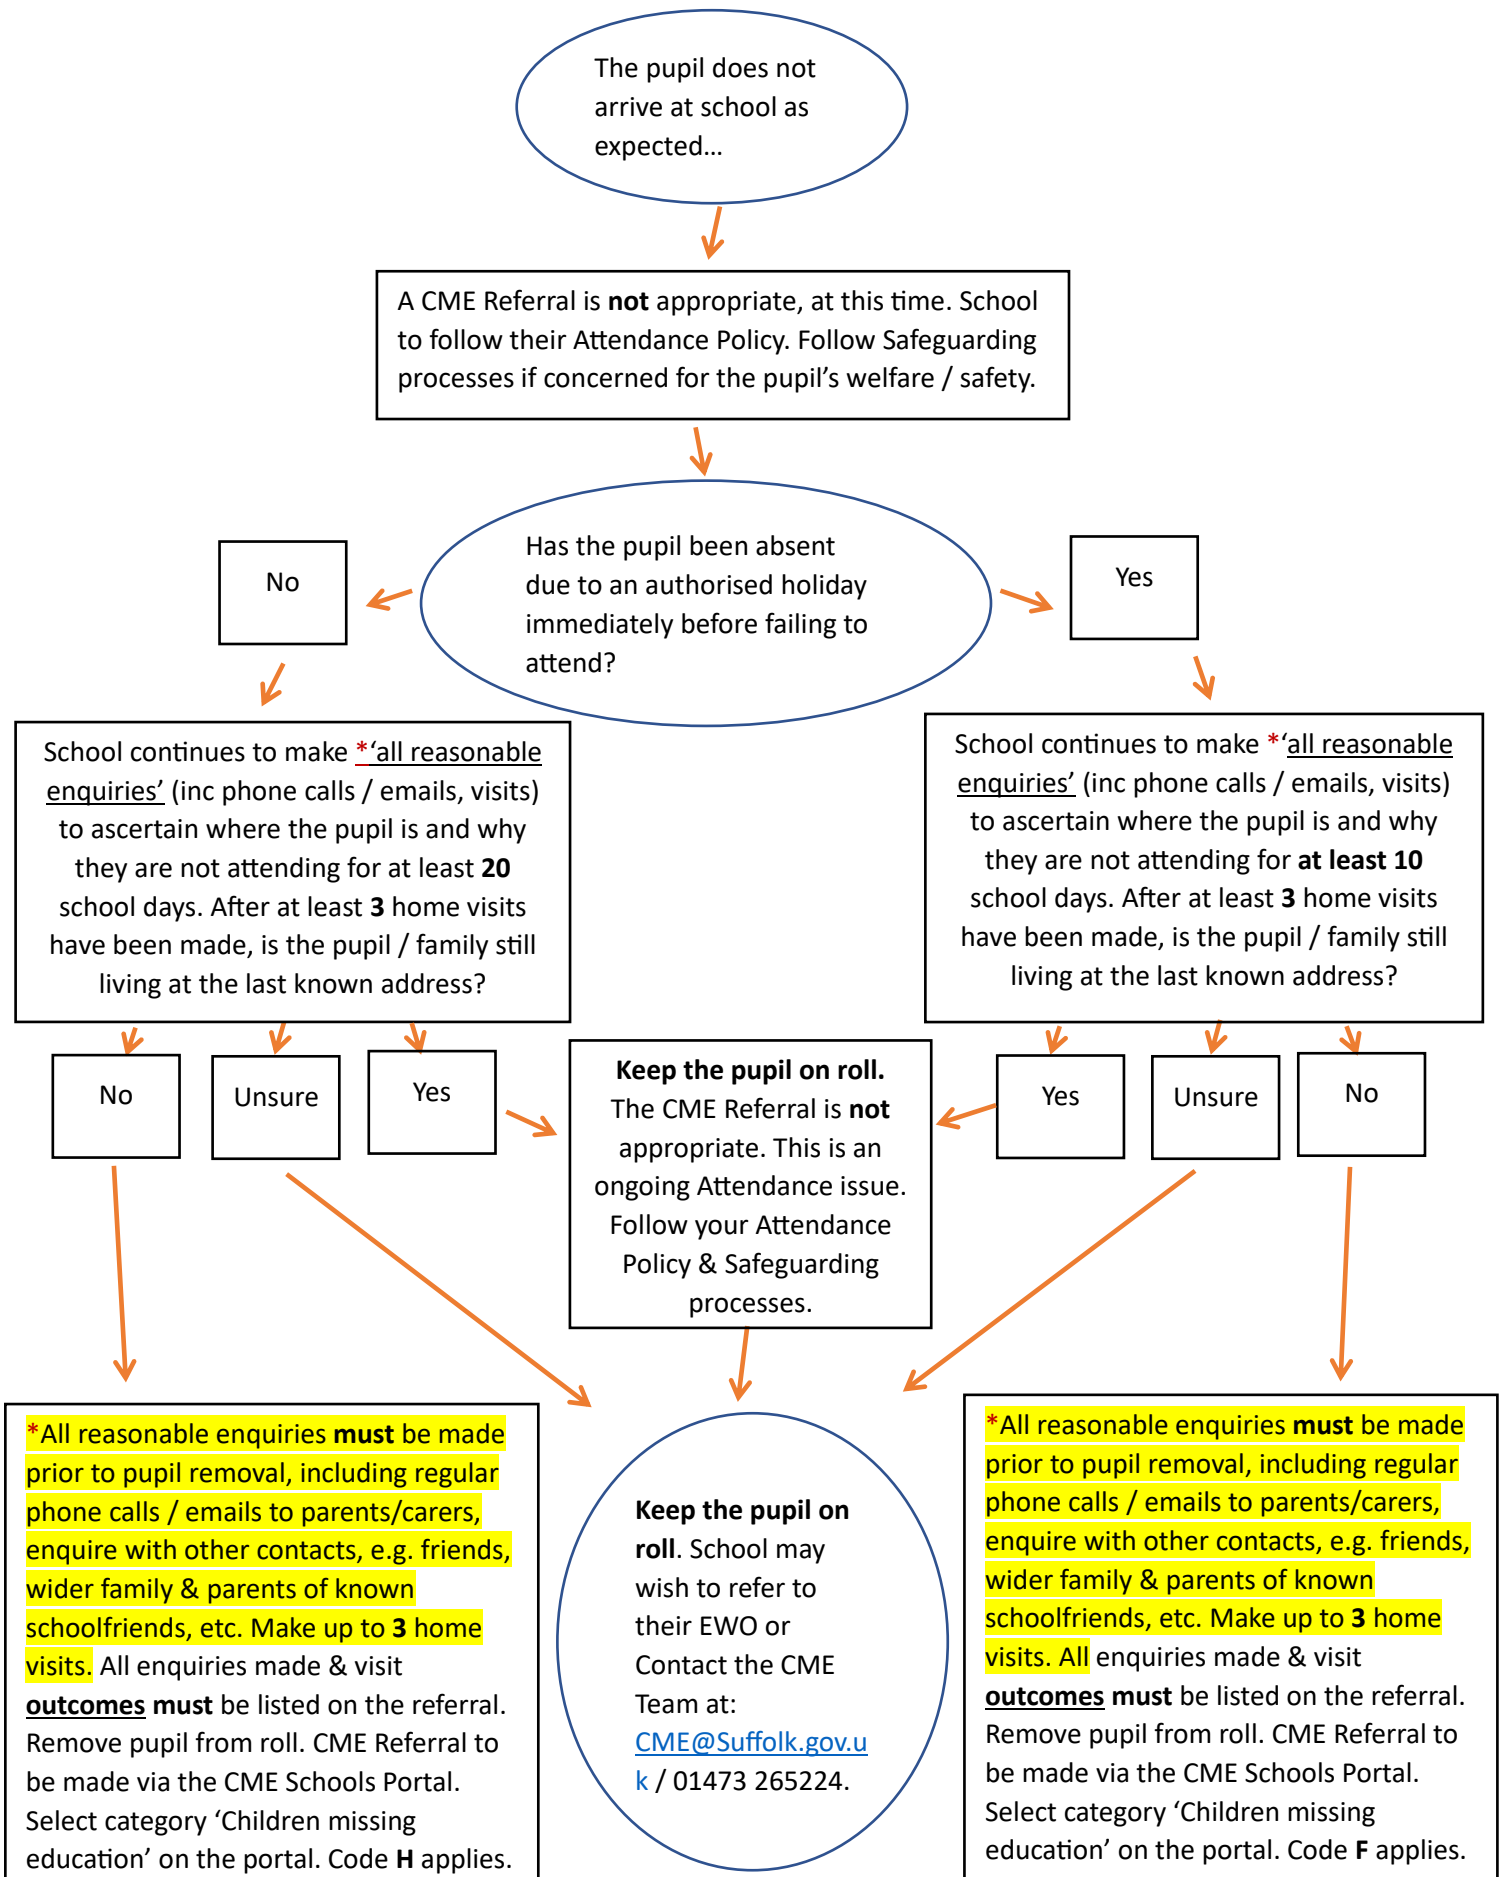 The pupil does not
arrive at school as
expected…
A CME Referral is not appropriate, at this time. School
to follow their Attendance Policy. Follow Safeguarding
processes if concerned for the pupil’s welfare / safety.
Has the pupil been absent
due to an authorised holiday
immediately before failing to
attend?
No
Yes
School continues to make *‘all reasonable
enquiries’ (inc phone calls / emails, visits)
to ascertain where the pupil is and why
they are not attending for at least 20
school days. After at least 3 home visits
have been made, is the pupil / family still
living at the last known address?
School continues to make *‘all reasonable
enquiries’ (inc phone calls / emails, visits)
to ascertain where the pupil is and why
they are not attending for at least 10
school days. After at least 3 home visits
have been made, is the pupil / family still
living at the last known address?
No
Unsure
Yes
Keep the pupil on roll.
The CME Referral is not
appropriate. This is an
ongoing Attendance issue.
Follow your Attendance
Policy & Safeguarding
processes.
Yes
Unsure
No
*All reasonable enquiries must be made
prior to pupil removal, including regular
phone calls / emails to parents/carers,
enquire with other contacts, e.g. friends,
wider family & parents of known
schoolfriends, etc. Make up to 3 home
visits. All enquiries made & visit
outcomes must be listed on the referral.
Remove pupil from roll. CME Referral to
be made via the CME Schools Portal.
Select category ‘Children missing
education’ on the portal. Code H applies.
Keep the pupil on
roll. School may
wish to refer to
their EWO or
Contact the CME
Team at:
CME@Suffolk.gov.u
k / 01473 265224.
*All reasonable enquiries must be made
prior to pupil removal, including regular
phone calls / emails to parents/carers,
enquire with other contacts, e.g. friends,
wider family & parents of known
schoolfriends, etc. Make up to 3 home
visits. All enquiries made & visit
outcomes must be listed on the referral.
Remove pupil from roll. CME Referral to
be made via the CME Schools Portal.
Select category ‘Children missing
education’ on the portal. Code F applies.